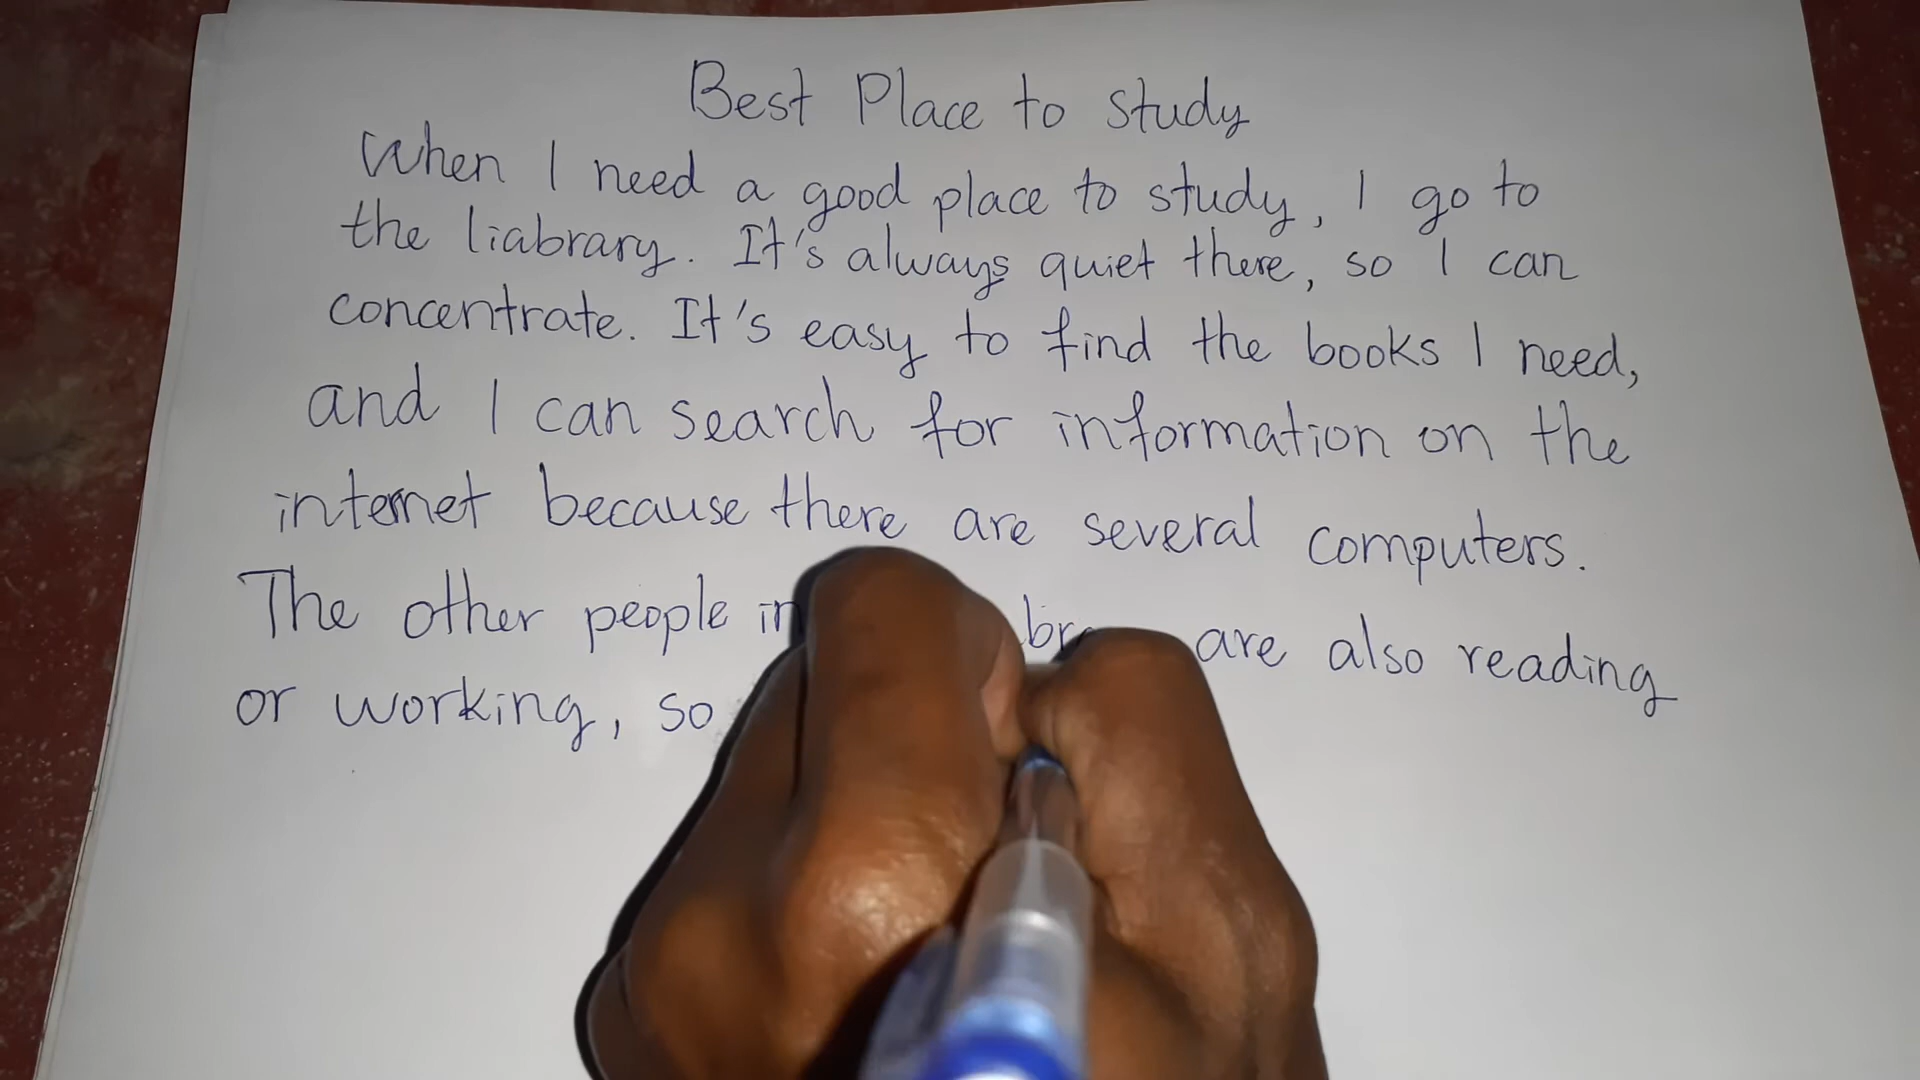 Best Place to study
When I need a good place to study, I go to
the liabrary. It's always quiet there, so I can
concentrate. It's easy to find the books I need,
and I can search for information on the
internet because there are several computers.
The other people in are also reading
or working, so